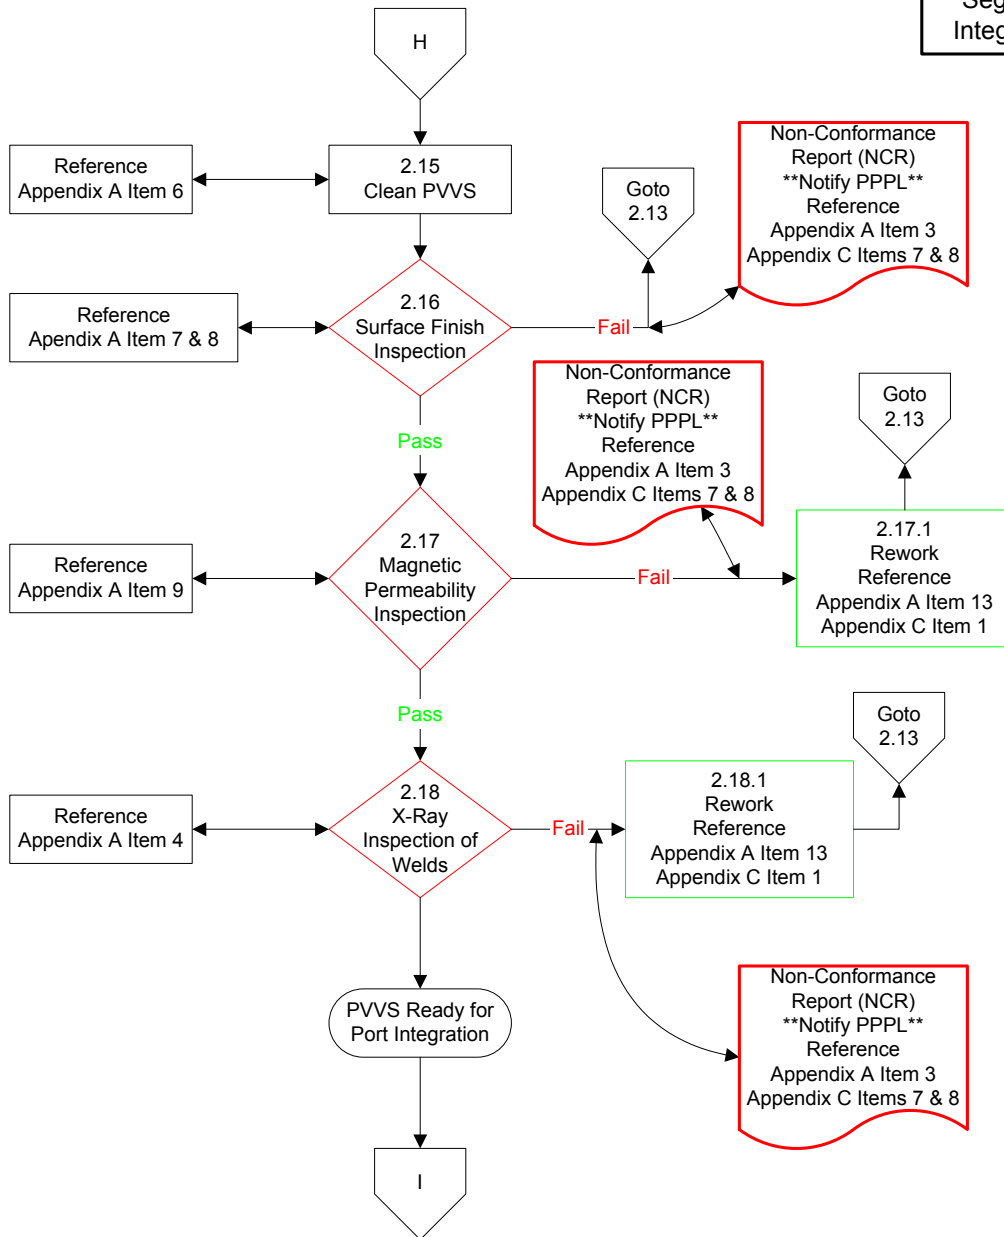 Seg
Integ
H
Reference
Appendix A Item 6
2.15
Clean PVVS
Goto
2.13
Non-Conformance
Report (NCR)
**Notify PPPL**
Reference
Appendix A Item 3
Appendix C Items 7 & 8
Reference
Apendix A Item 7 & 8
2.16
Surface Finish
Inspection
Fail
Pass
Non-Conformance
Report (NCR)
**Notify PPPL**
Reference
Appendix A Item 3
Appendix C Items 7 & 8
Goto
2.13
Reference
Appendix A Item 9
2.17
Magnetic
Permeability
Inspection
Fail
2.17.1
Rework
Reference
Appendix A Item 13
Appendix C Item 1
Pass
Goto
2.13
Reference
Appendix A Item 4
2.18
X-Ray
Inspection of
Welds
Fail
2.18.1
Rework
Reference
Appendix A Item 13
Appendix C Item 1
PVVS Ready for
Port Integration
Non-Conformance
Report (NCR)
**Notify PPPL**
Reference
Appendix A Item 3
Appendix C Items 7 & 8
I